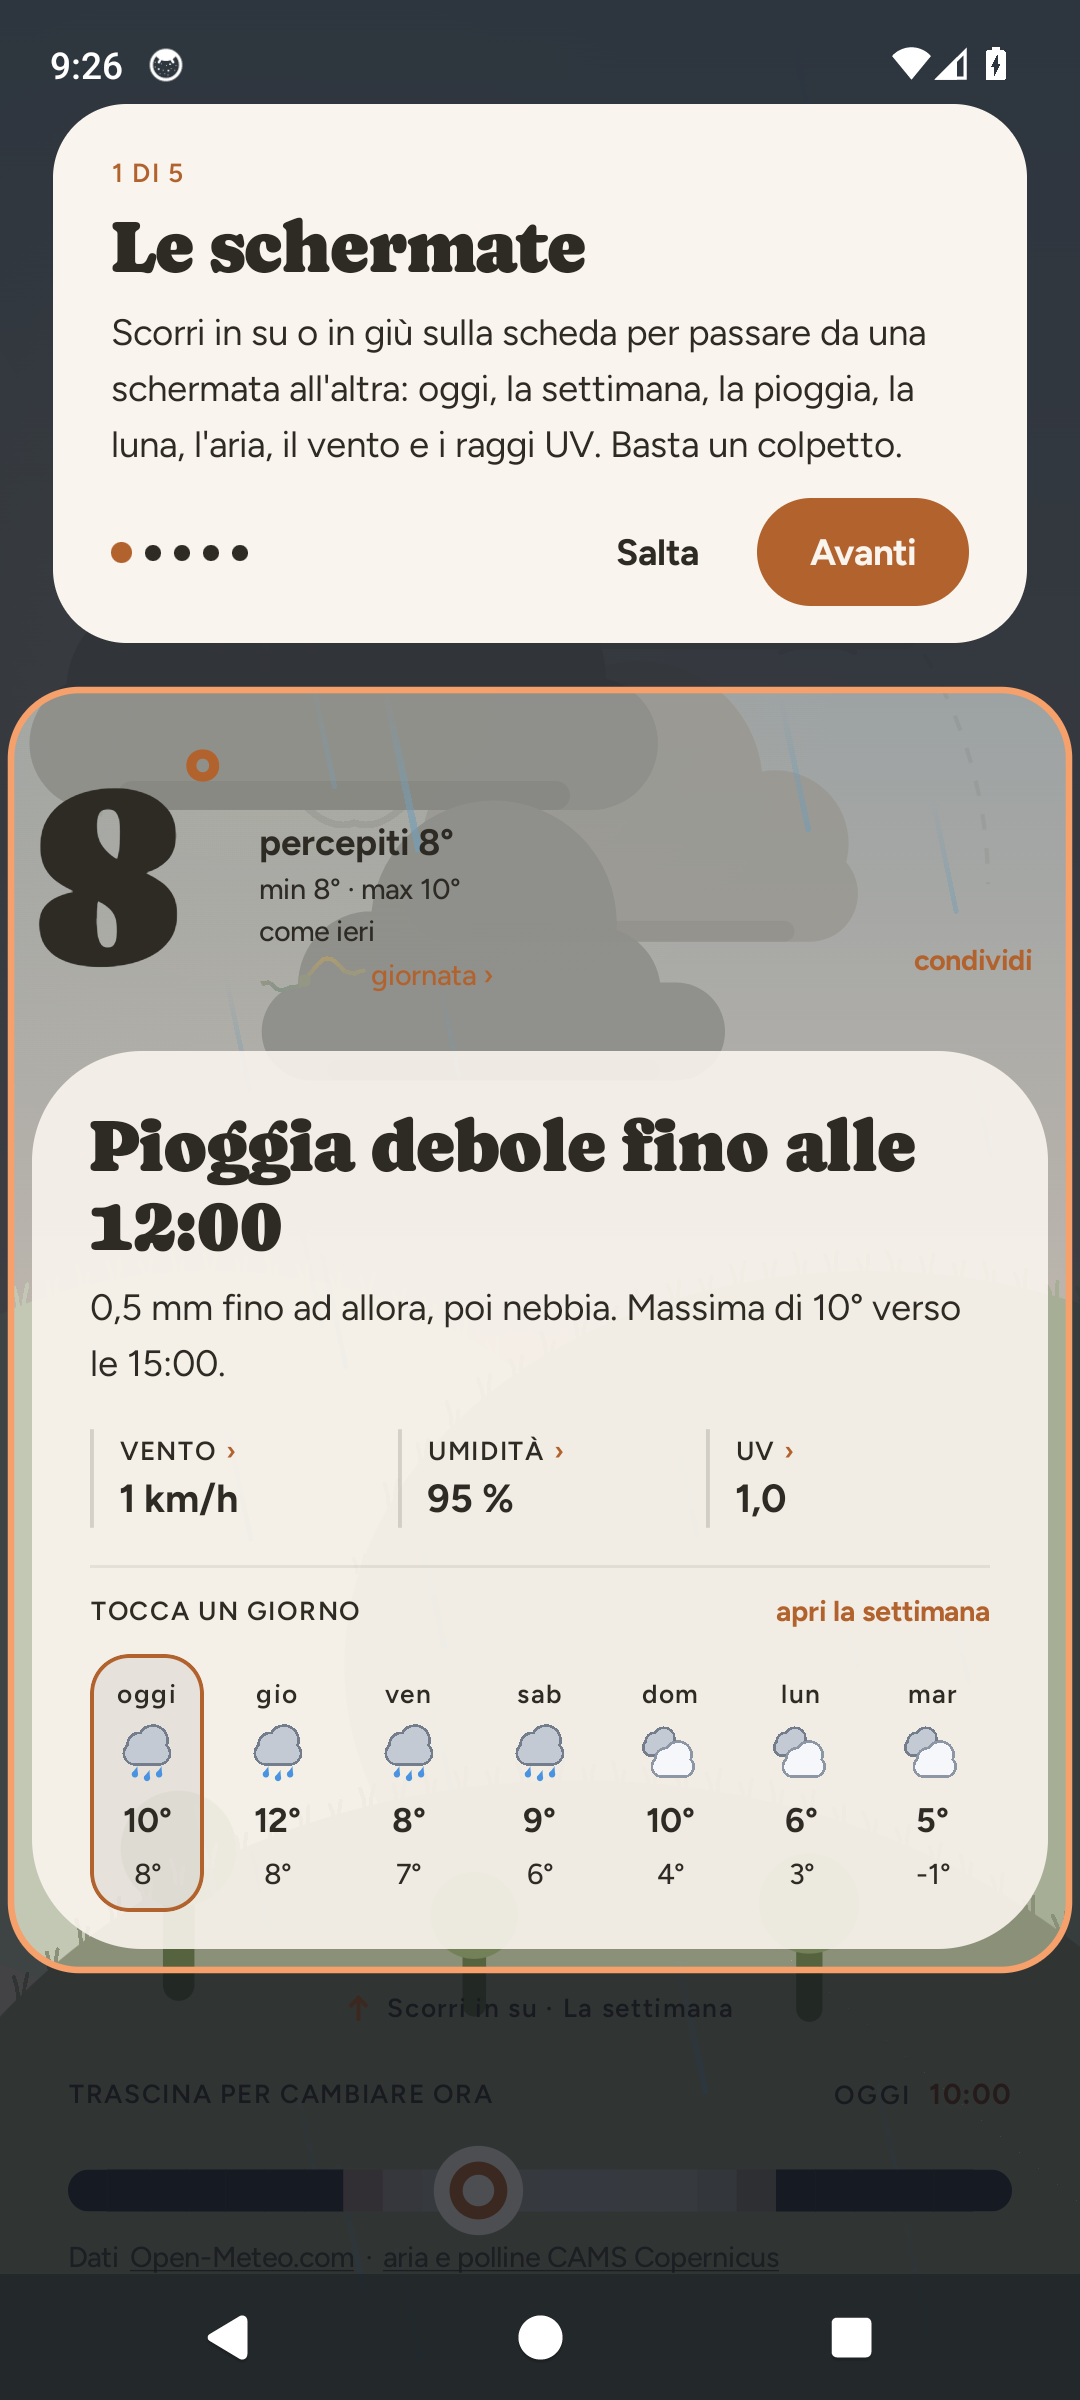 9:26
1 DI 5
Le schermate
Scorri in su o in giù sulla scheda per passare da una
schermata all'altra: oggi, la settimana, la pioggia, la
luna, l'aria, il vento e i raggi UV. Basta un colpetto.
Salta
Avanti
8°
percepiti 8°
min 8° · max 10°
come ieri
giornata ›
condividi
Pioggia debole fino alle
12:00
0,5 mm fino ad allora, poi nebbia. Massima di 10° verso
le 15:00.
VENTO › UMIDITÀ › UV ›
1 km/h 95 % 1,0
TOCCA UN GIORNO apri la settimana
oggi gio ven sab dom lun mar
10° 12° 8° 9° 10° 6° 5°
8° 8° 7° 6° 4° 3° -1°
↑ Scorri in su · La settimana
TRASCINA PER CAMBIARE ORA OGGI 10:00
Dati Open-Meteo.com · aria e polline CAMS Copernicus